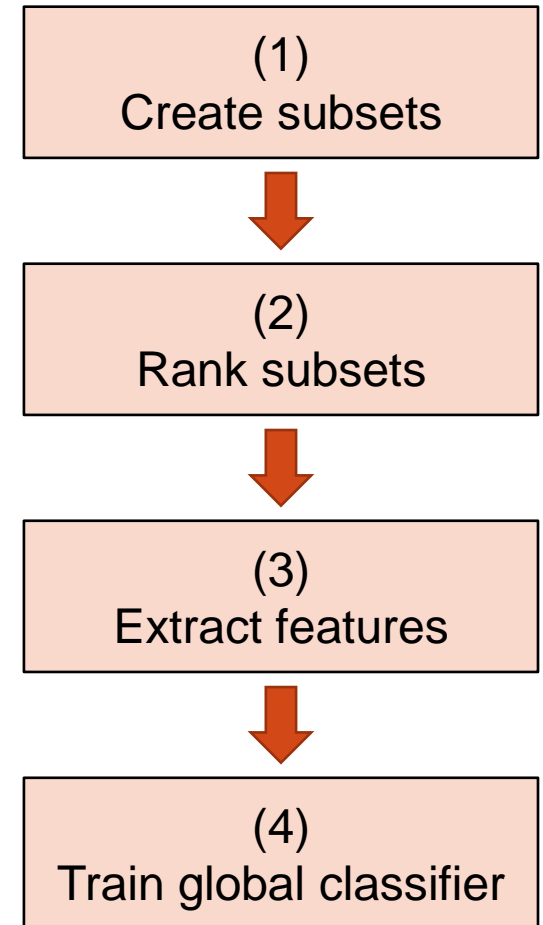 (1)
Create subsets
(2)
Rank subsets
(3)
Extract features
(4)
Train global classifier